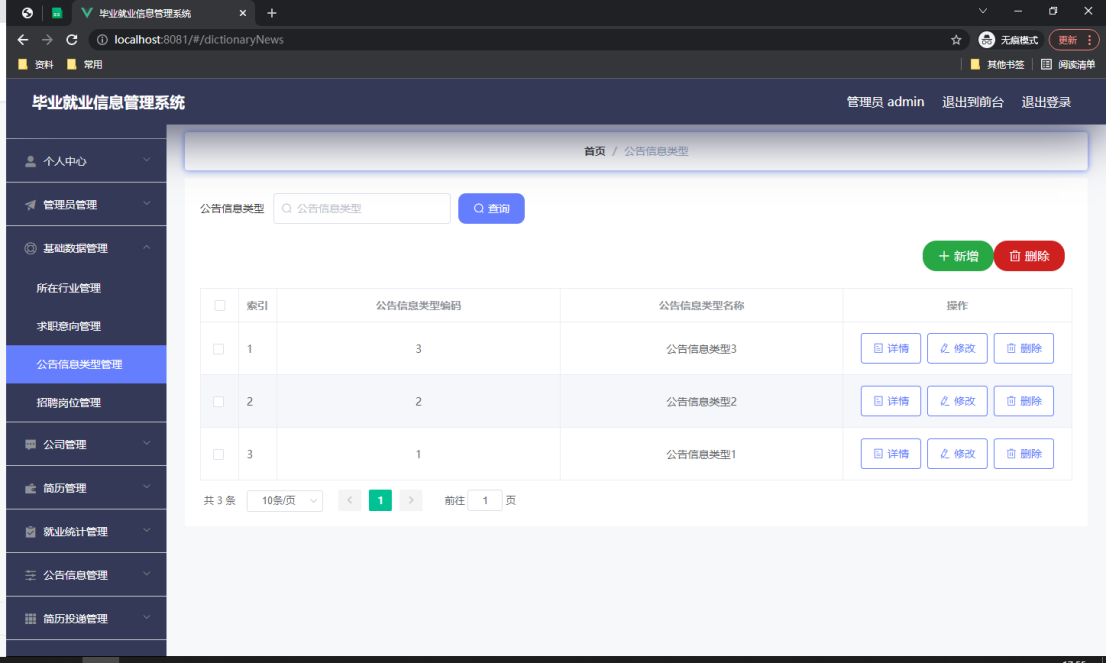 毕业就业信息管理系统
localhost:8081/#/dictionaryNews
无痕模式
更新
资料
常用
其他书签
阅读清单
毕业就业信息管理系统
管理员 admin
退出到前台
退出登录
个人中心
管理员管理
基础数据管理
所在行业管理
求职意向管理
公告信息类型管理
招聘岗位管理
公司管理
简历管理
就业统计管理
公告信息管理
简历投递管理
首页 / 公告信息类型
公告信息类型 公告信息类型 查询
新增 删除
索引 公告信息类型编码 公告信息类型名称 操作
1 3 公告信息类型3 详情 修改 删除
2 2 公告信息类型2 详情 修改 删除
3 1 公告信息类型1 详情 修改 删除
共 3 条 10条/页 1 前往 1 页